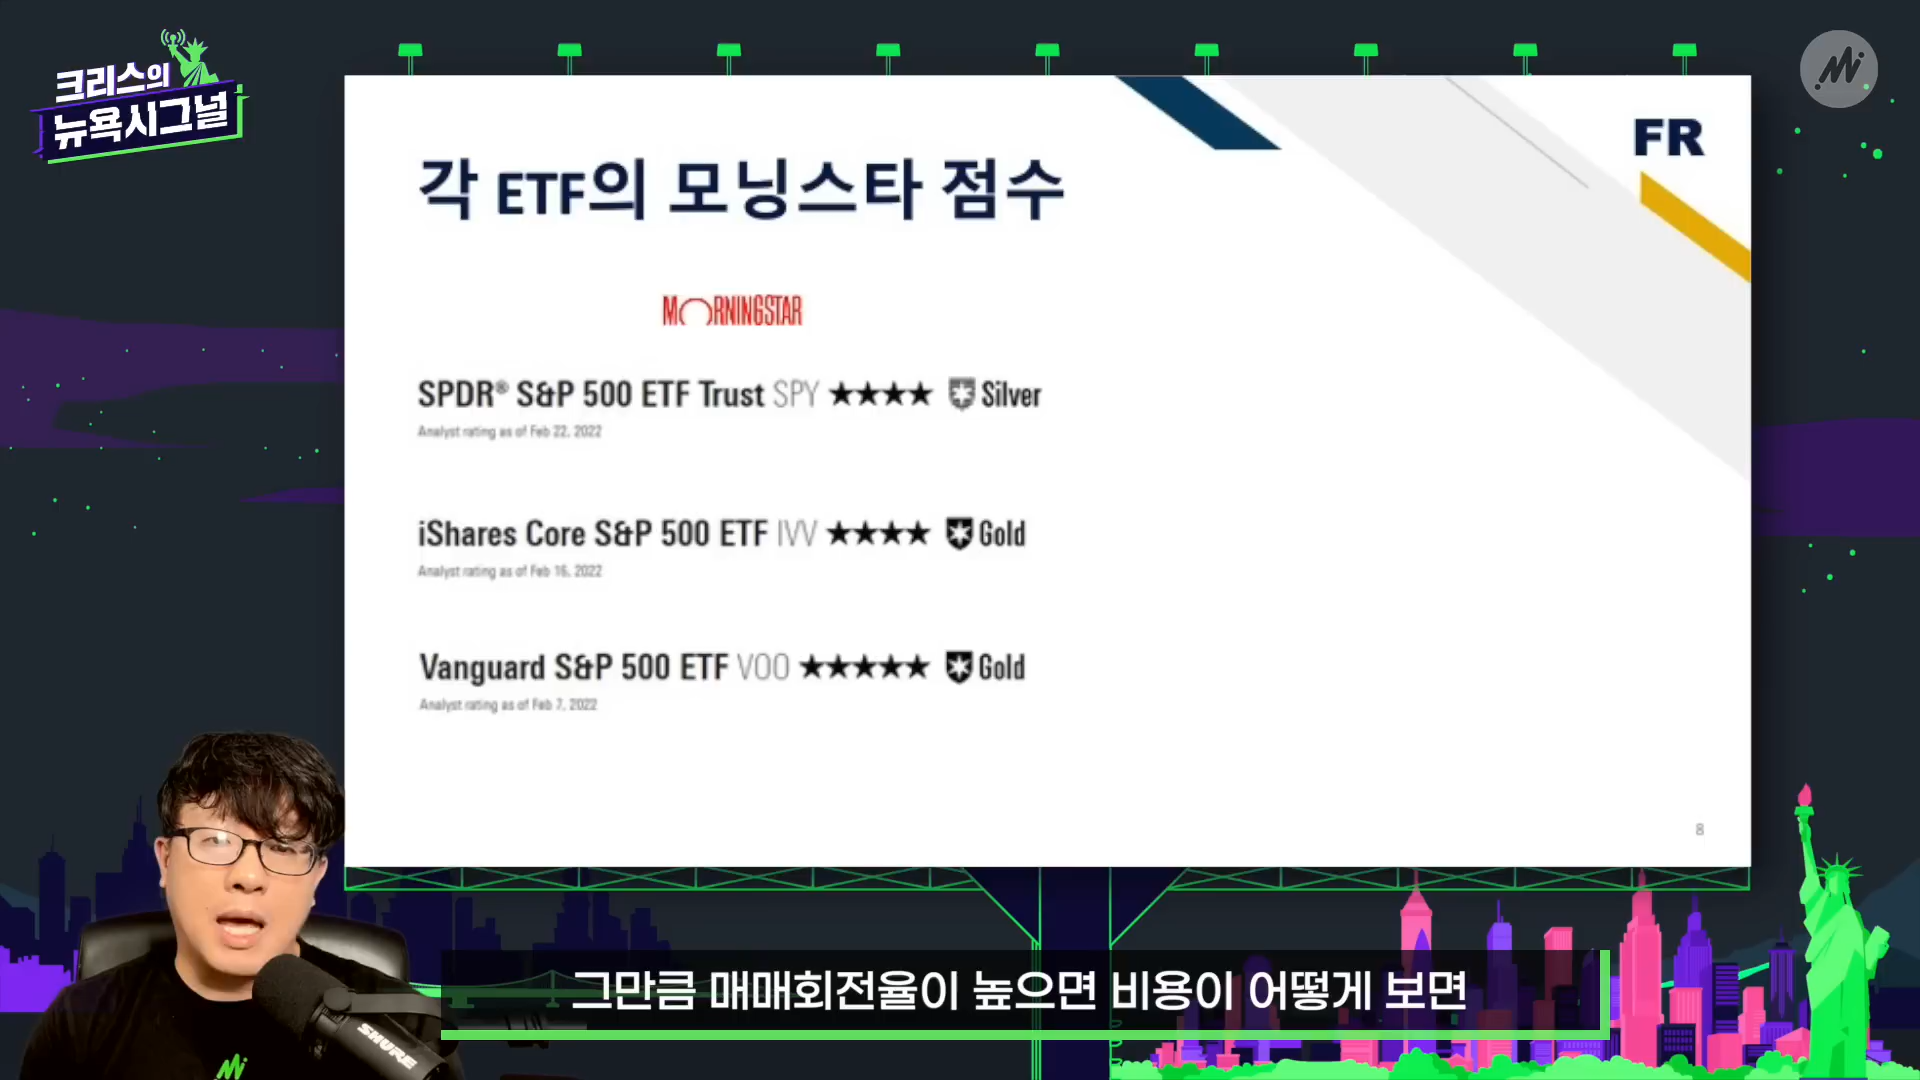 크리스의
뉴욕시그널
FR
각 ETF의 모닝스타 점수
MORNINGSTAR
SPDR® S&P 500 ETF Trust SPY ★★★★ Silver
Analyst rating as of Feb 22, 2022
iShares Core S&P 500 ETF IVV ★★★★ Gold
Analyst rating as of Feb 16, 2022
Vanguard S&P 500 ETF VOO ★★★★★ Gold
Analyst rating as of Feb 7, 2022
8
SHURE
그만큼 매매회전율이 높으면 비용이 어떻게 보면